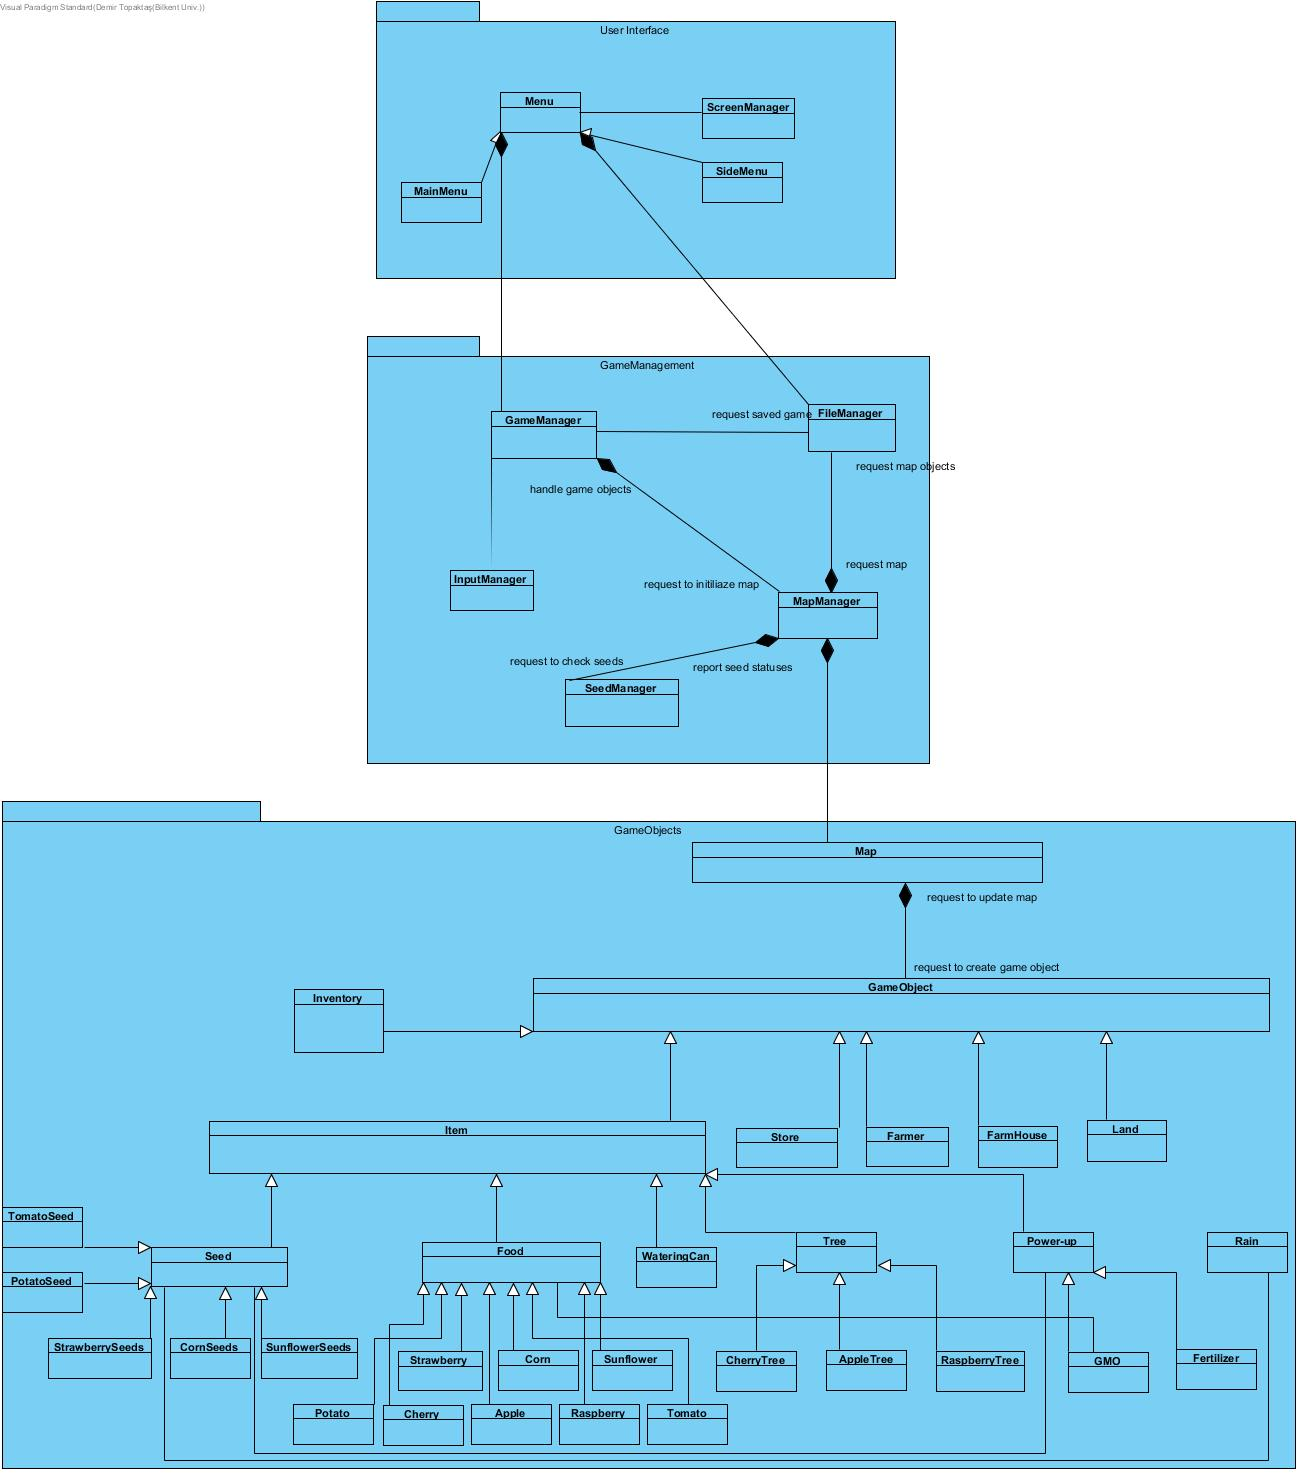 Visual Paradigm Standard(Demir Topaktaş(Bilkent Univ.))
User Interface
Menu
ScreenManager
SideMenu
MainMenu
GameManagement
GameManager
request saved game
FileManager
request map objects
handle game objects
request map
InputManager
request to initiliaze map
MapManager
request to check seeds
report seed statuses
SeedManager
GameObjects
Map
request to update map
request to create game object
GameObject
Inventory
Item
Store
Farmer
FarmHouse
Land
TomatoSeed
Seed
Food
WateringCan
Tree
Power-up
Rain
PotatoSeed
StrawberrySeeds
CornSeeds
SunflowerSeeds
Strawberry
Corn
Sunflower
CherryTree
AppleTree
RaspberryTree
GMO
Fertilizer
Potato
Cherry
Apple
Raspberry
Tomato